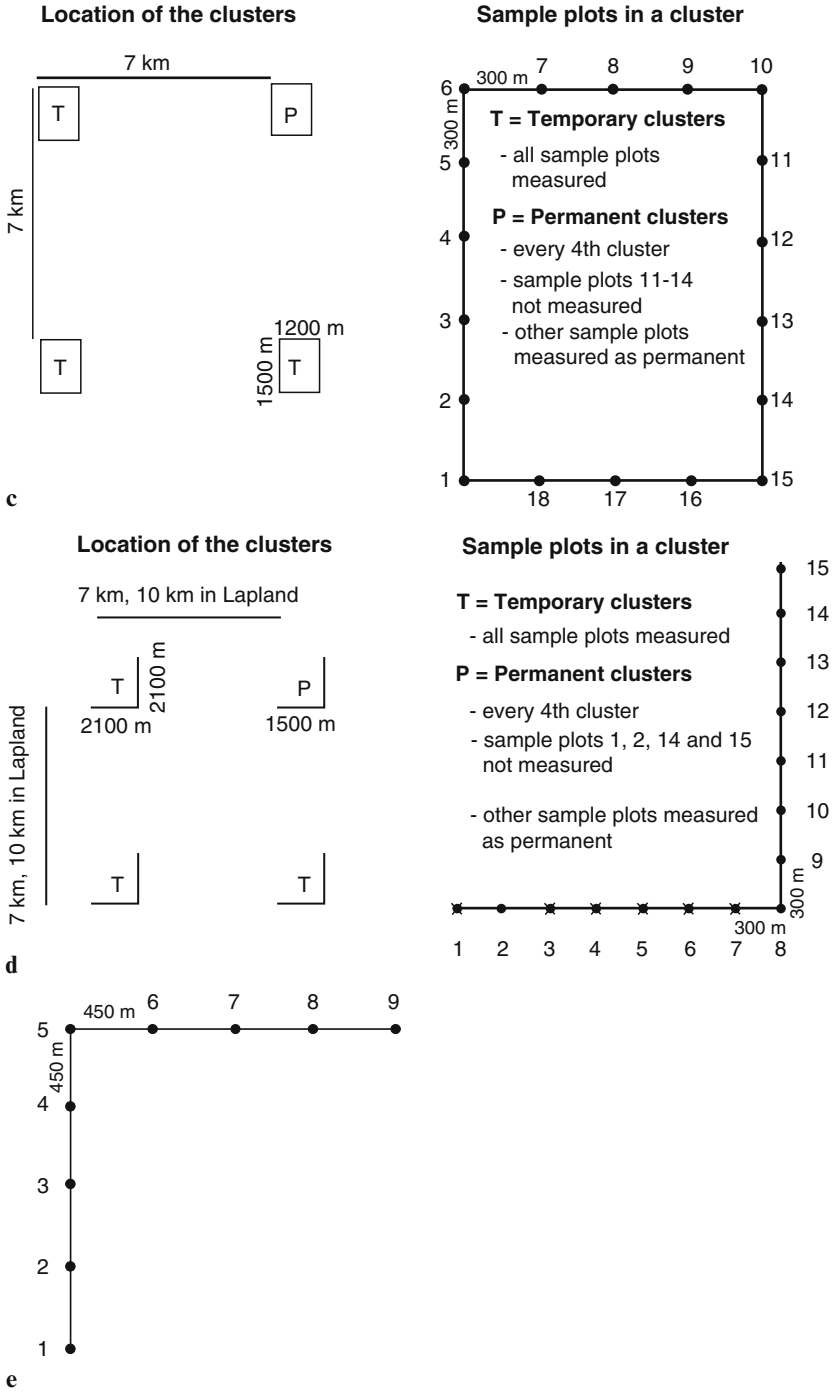 Location of the clusters
7 km
7 km
T
P
T
T
1200 m
1500 m
Sample plots in a cluster
6
300 m
7
8
9
10
300 m
5
4
3
2
1
T = Temporary clusters
- all sample plots
measured
P = Permanent clusters
- every 4th cluster
- sample plots 11-14
not measured
- other sample plots
measured as permanent
11
12
13
14
15
18
17
16
c
Location of the clusters
7 km, 10 km in Lapland
7 km, 10 km in Lapland
T
2100 m
2100 m
P
1500 m
T
T
Sample plots in a cluster
T = Temporary clusters
- all sample plots measured
P = Permanent clusters
- every 4th cluster
- sample plots 1, 2, 14 and 15
not measured
- other sample plots measured
as permanent
15
14
13
12
11
10
9
300 m
300 m
1
2
3
4
5
6
7
8
d
5
450 m
6
7
8
9
450 m
4
3
2
1
e